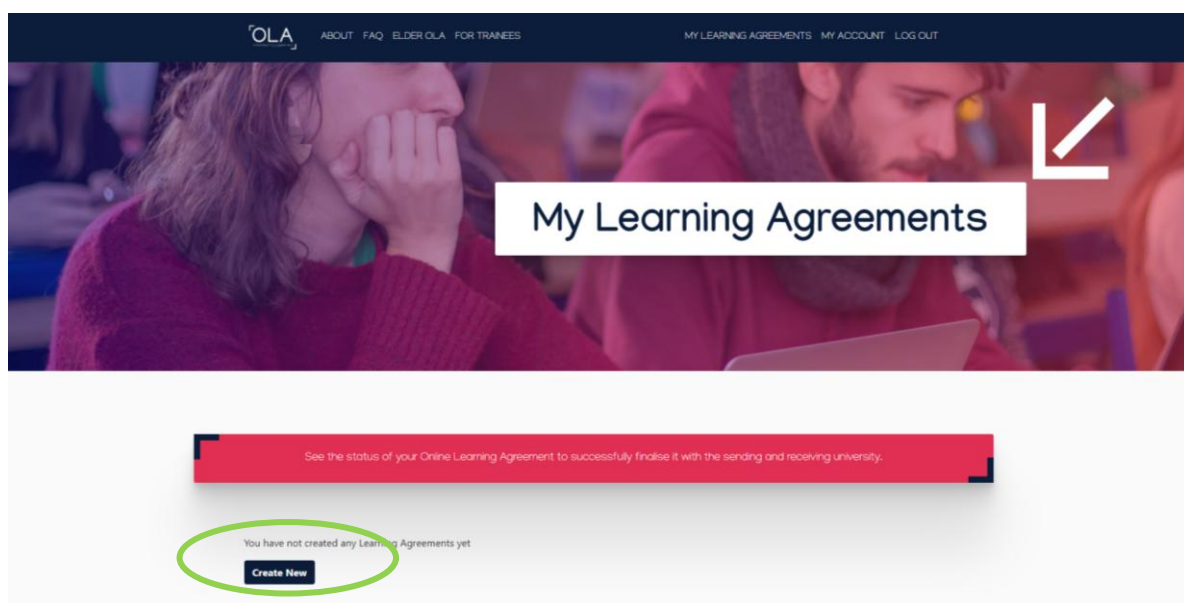 OLA ABOUT FAQ ELDER OLA FOR TRAINEES MY LEARNING AGREEMENTS MY ACCOUNT LOG OUT
My Learning Agreements
See the status of your Online Learning Agreement to successfully finalise it with the sending and receiving university.
You have not created any Learning Agreements yet
Create New